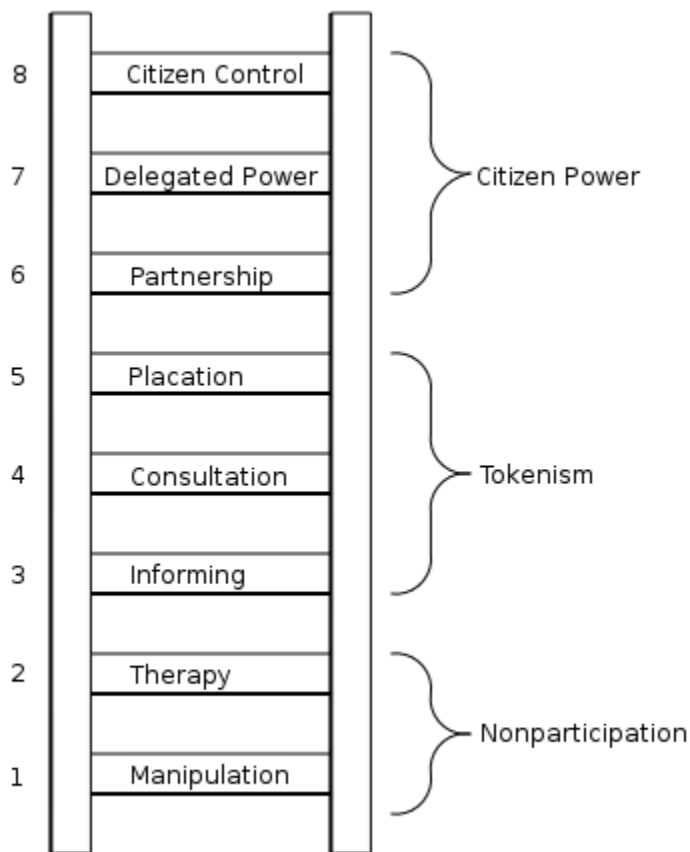 8 Citizen Control
7 Delegated Power
Citizen Power
6 Partnership
5 Placation
4 Consultation
Tokenism
3 Informing
2 Therapy
Nonparticipation
1 Manipulation